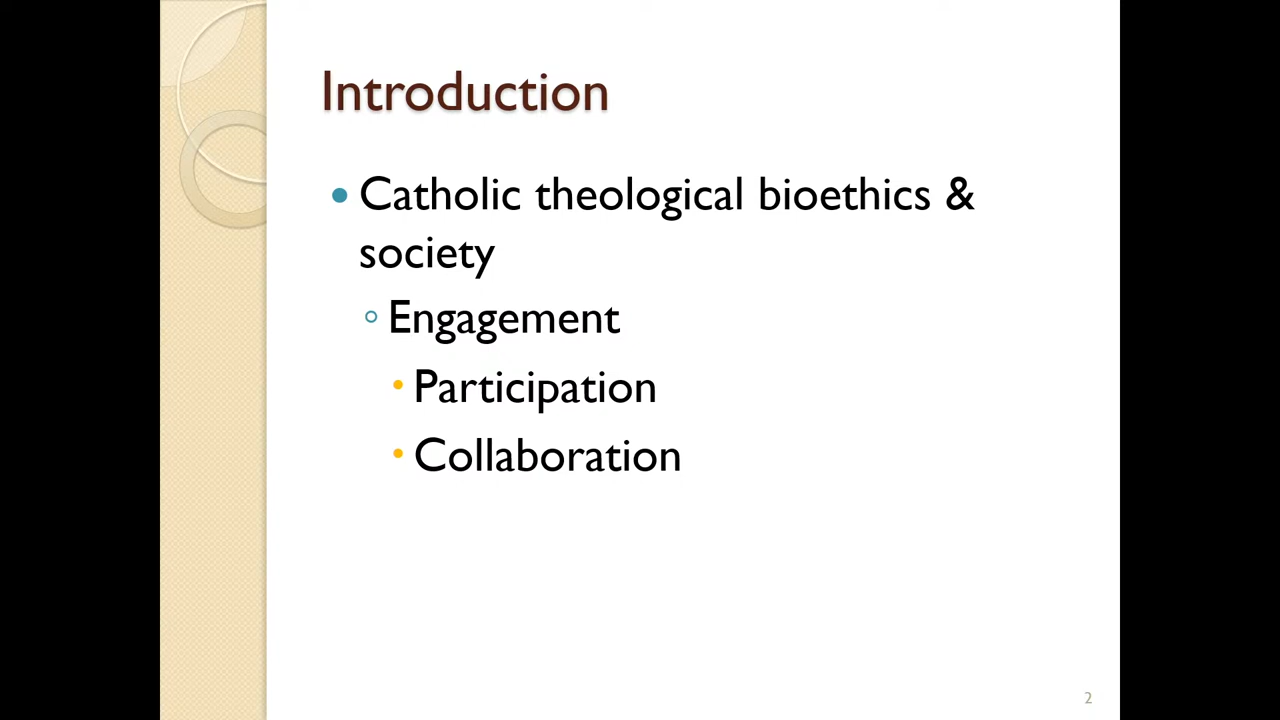 Introduction
Catholic theological bioethics &
society
Engagement
Participation
Collaboration
2